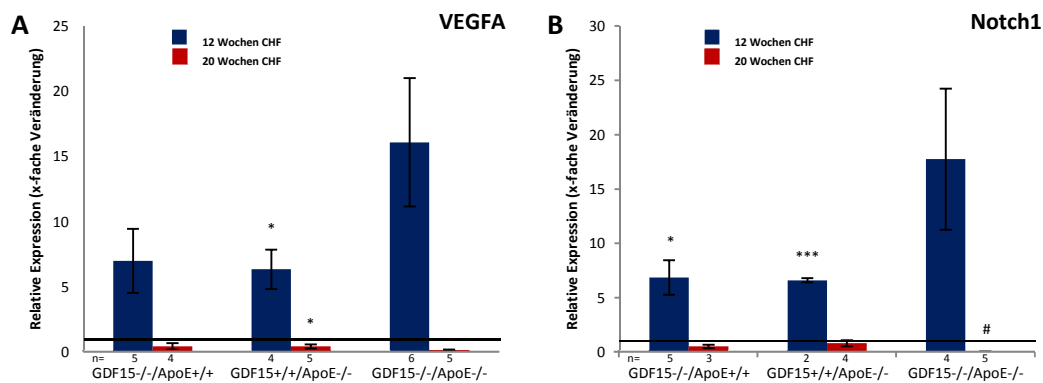 A
VEGFA
Relative Expression (x-fache Veränderung)
25
20
15
10
5
0
12 Wochen CHF
20 Wochen CHF
*
*
n= 5 4 4 5 6 5
GDF15-/-/ApoE+/+ GDF15+/+/ApoE-/- GDF15-/-/ApoE-/-
B
Notch1
Relative Expression (x-fache Veränderung)
30
25
20
15
10
5
0
12 Wochen CHF
20 Wochen CHF
*
***
#
n= 5 3 2 4 4 5
GDF15-/-/ApoE+/+ GDF15+/+/ApoE-/- GDF15-/-/ApoE-/-